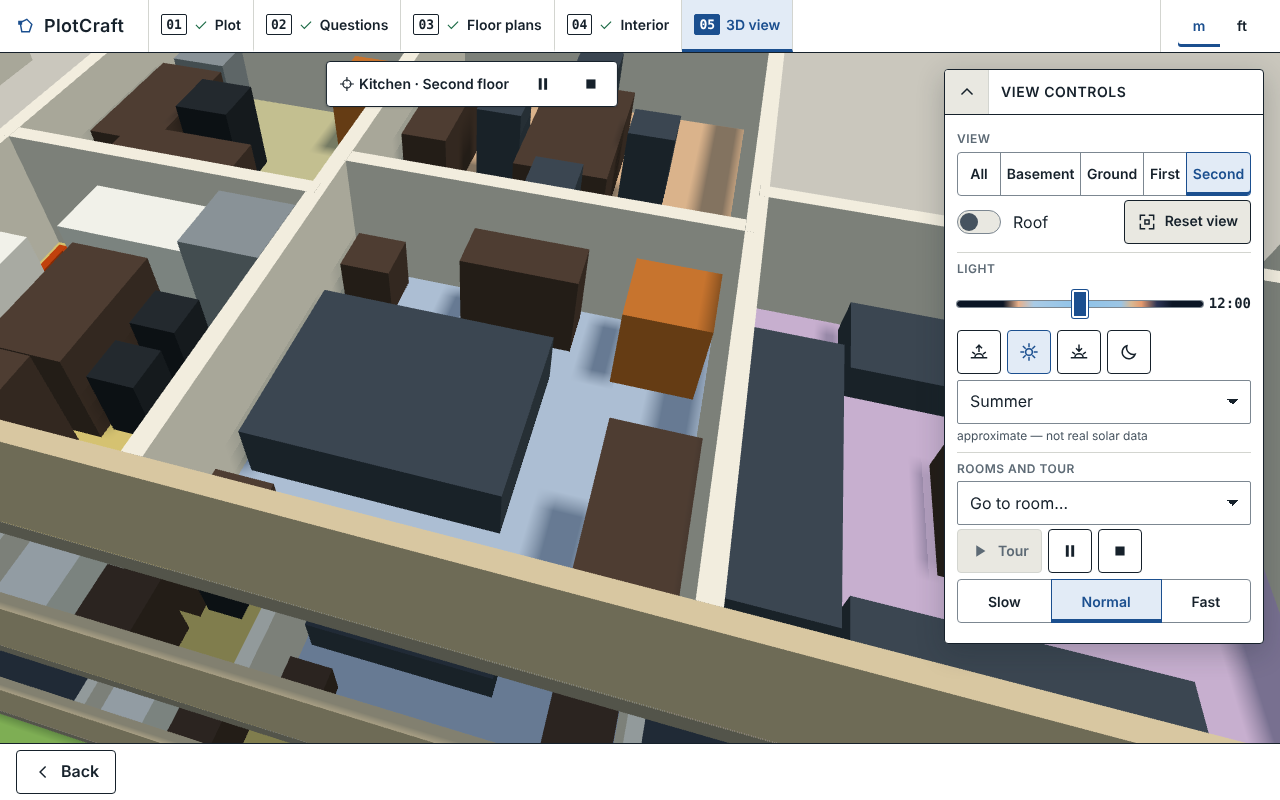 PlotCraft
01 Plot
02 Questions
03 Floor plans
04 Interior
05 3D view
m
ft
Kitchen · Second floor
VIEW CONTROLS
VIEW
All
Basement
Ground
First
Second
Roof
Reset view
LIGHT
12:00
Summer
approximate — not real solar data
ROOMS AND TOUR
Go to room...
Tour
Slow
Normal
Fast
Back